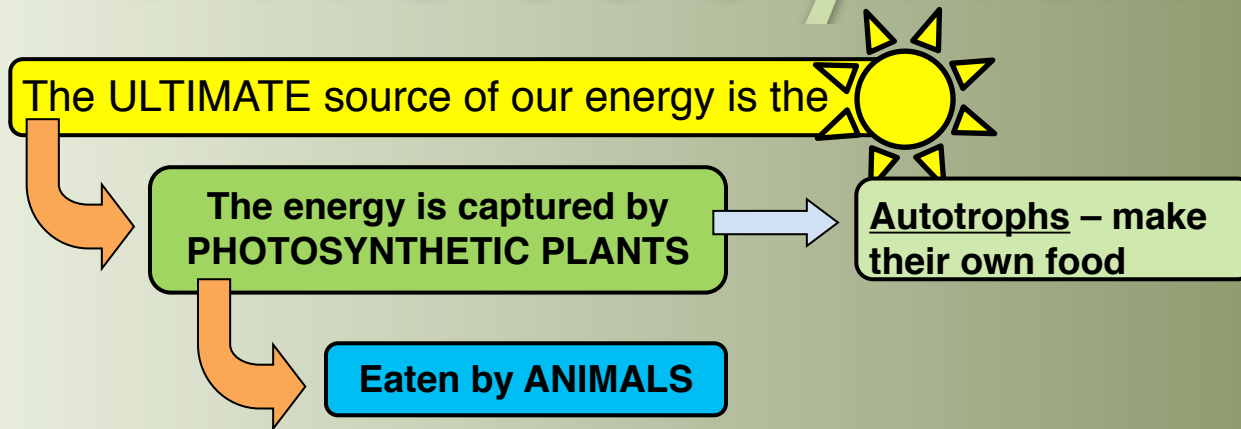 The ULTIMATE source of our energy is the
The energy is captured by
PHOTOSYNTHETIC PLANTS
Autotrophs – make
their own food
Eaten by ANIMALS